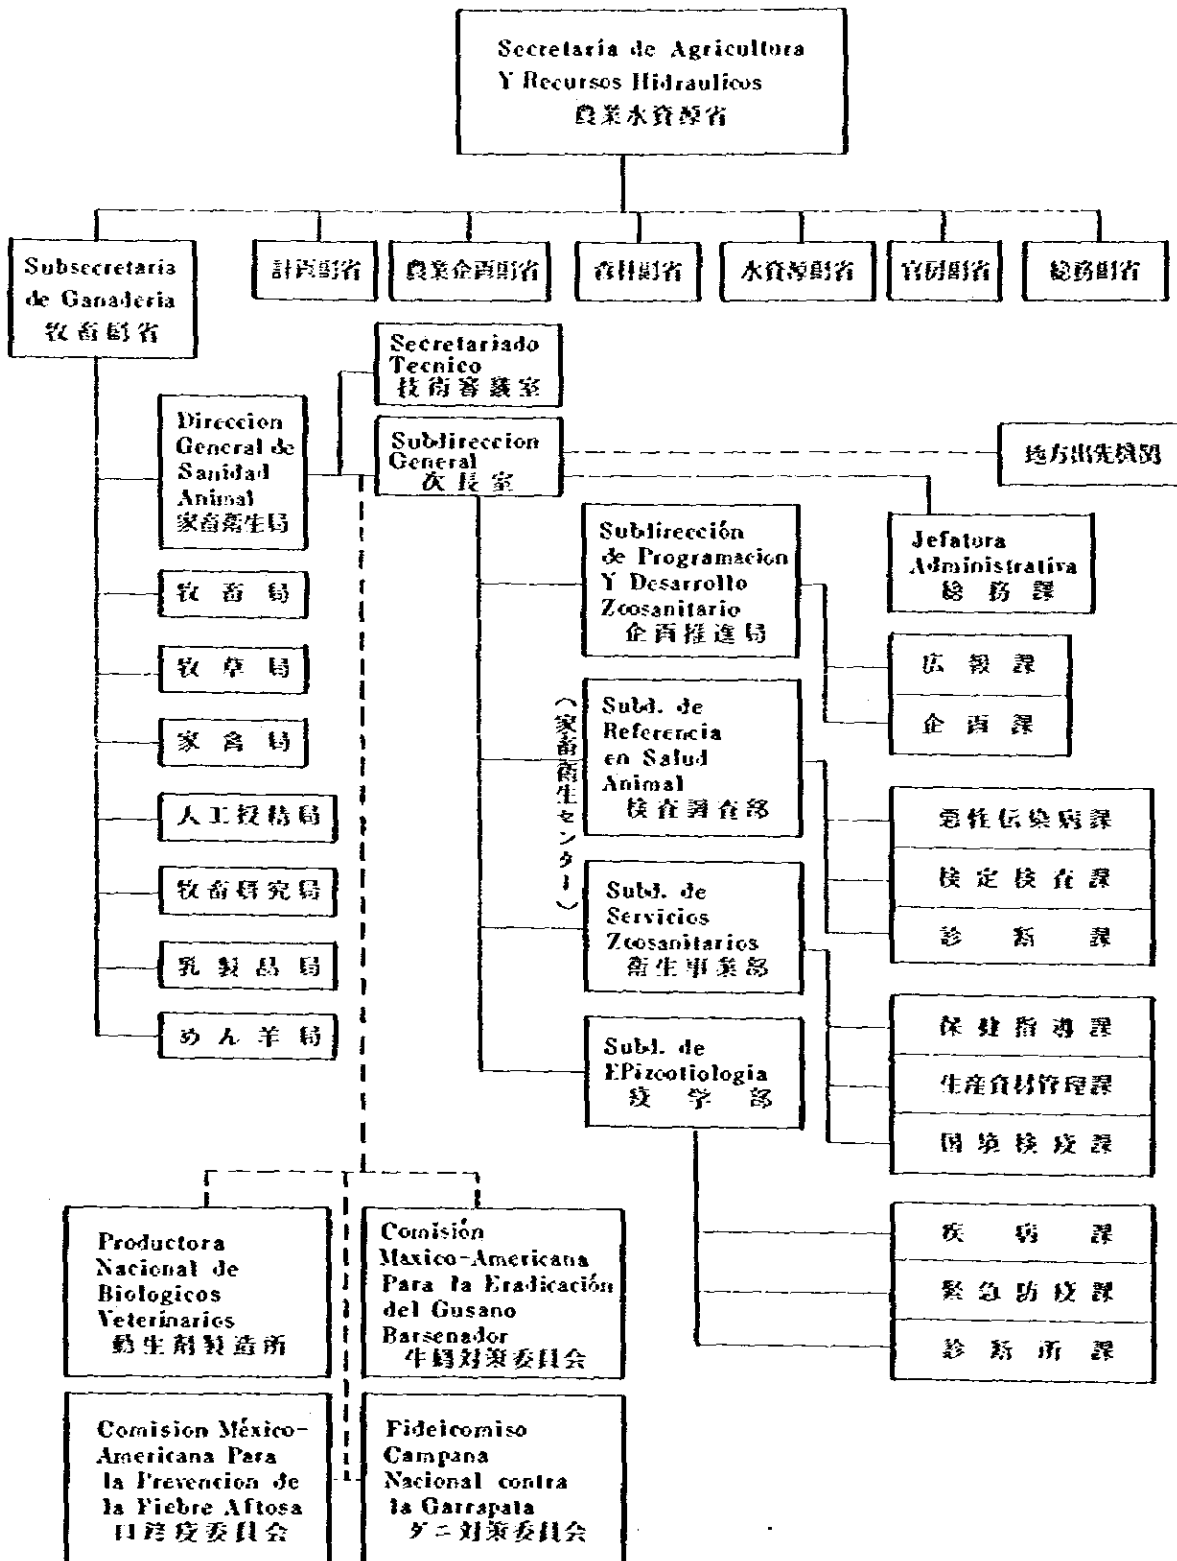 Secretaría de Agricultura
Y Recursos Hidraulicos
農業水資源省
Subsecretaria
de Ganaderia
牧畜副省
計画副省
農業企画副省
森林副省
水資源副省
官房副省
総務副省
Secretariado
Tecnico
技術審議室
Direccion
General de
Sanidad
Animal
家畜衛生局
Subdireccion
General
次長室
地方出先機関
牧畜局
牧草局
家禽局
人工授精局
牧畜研究局
乳製品局
めん羊局
Subdirección
de Programacion
Y Desarrollo
Zoosanitario
企画推進局
Jefatora
Administrativa
総務課
広報課
企画課
(家畜衛生センター)
Subd. de
Referencia
en Salud
Animal
検査調査部
悪性伝染病課
検定検査課
診断課
Subd. de
Servicios
Zoosanitarios
衛生事業部
保健指導課
生産資材管理課
国境検疫課
Subd. de
EPizootiologia
疫学部
疾病課
緊急防疫課
診断所課
Productora
Nacional de
Biologicos
Veterinarios
動生剤製造所
Comisión
Maxico-Americana
Para la Eradicación
del Gusano
Barsenador
牛蝿対策委員会
Comision México-
Americana Para
la Prevencion de
la Fiebre Aftosa
口蹄疫委員会
Fideicomiso
Campana
Nacional contra
la Garrapata
ダニ対策委員会